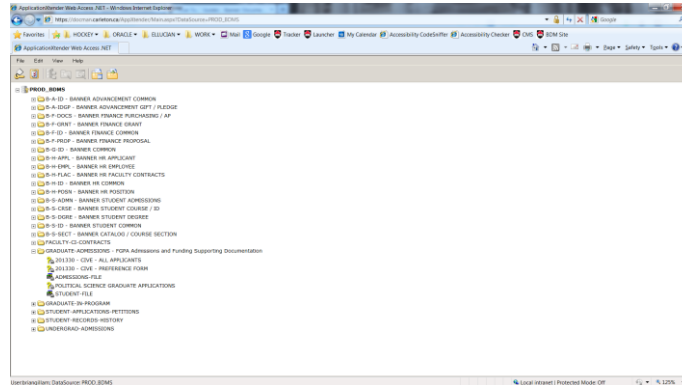 ApplicationXtender Web Access .NET - Windows Internet Explorer
https://docman.carleton.ca/AppXtender/Main.aspx?DataSource=PROD_BDMS
Google
Favorites HOCKEY ORACLE ELLUCIAN WORK Gmail Google Tracker Launcher My Calendar Accessibility CodeSniffer Accessibility Checker CMS BDM Site
ApplicationXtender Web Access .NET
Page Safety Tools
File Edit View Help
PROD_BDMS
B-A-ID - BANNER ADVANCEMENT COMMON
B-A-IDGF - BANNER ADVANCEMENT GIFT / PLEDGE
B-F-DOCS - BANNER FINANCE PURCHASING / AP
B-F-GRNT - BANNER FINANCE GRANT
B-F-ID - BANNER FINANCE COMMON
B-F-PROP - BANNER FINANCE PROPOSAL
B-G-ID - BANNER COMMON
B-H-APPL - BANNER HR APPLICANT
B-H-EMPL - BANNER HR EMPLOYEE
B-H-FLAC - BANNER HR FACULTY CONTRACTS
B-H-ID - BANNER HR COMMON
B-H-POSN - BANNER HR POSITION
B-S-ADMN - BANNER STUDENT ADMISSIONS
B-S-CRSE - BANNER STUDENT COURSE / ID
B-S-DGRE - BANNER STUDENT DEGREE
B-S-ID - BANNER STUDENT COMMON
B-S-SECT - BANNER CATALOG / COURSE SECTION
FACULTY-CI-CONTRACTS
GRADUATE-ADMISSIONS - FGPA Admissions and Funding Supporting Documentation
201330 - CIVE - ALL APPLICANTS
201330 - CIVE - PREFERENCE FORM
ADMISSIONS-FILE
POLITICAL SCIENCE GRADUATE APPLICATIONS
STUDENT-FILE
GRADUATE-IN-PROGRAM
STUDENT-APPLICATIONS-PETITIONS
STUDENT-RECORDS-HISTORY
UNDERGRAD-ADMISSIONS
DataSource: PROD_BDMS
Local intranet | Protected Mode: Off
125%